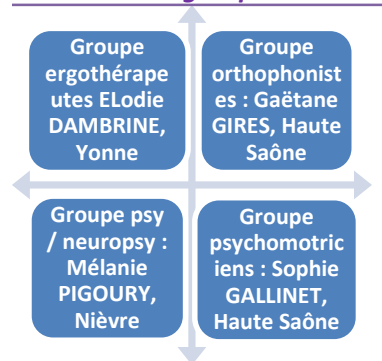 Groupe
ergothérape
utes ELodie
DAMBRINE,
Yonne
Groupe
orthophonist
es : Gaëtane
GIRES, Haute
Saône
Groupe psy
/ neuropsy :
Mélanie
PIGOURY,
Nièvre
Groupe
psychomotric
iens : Sophie
GALLINET,
Haute Saône